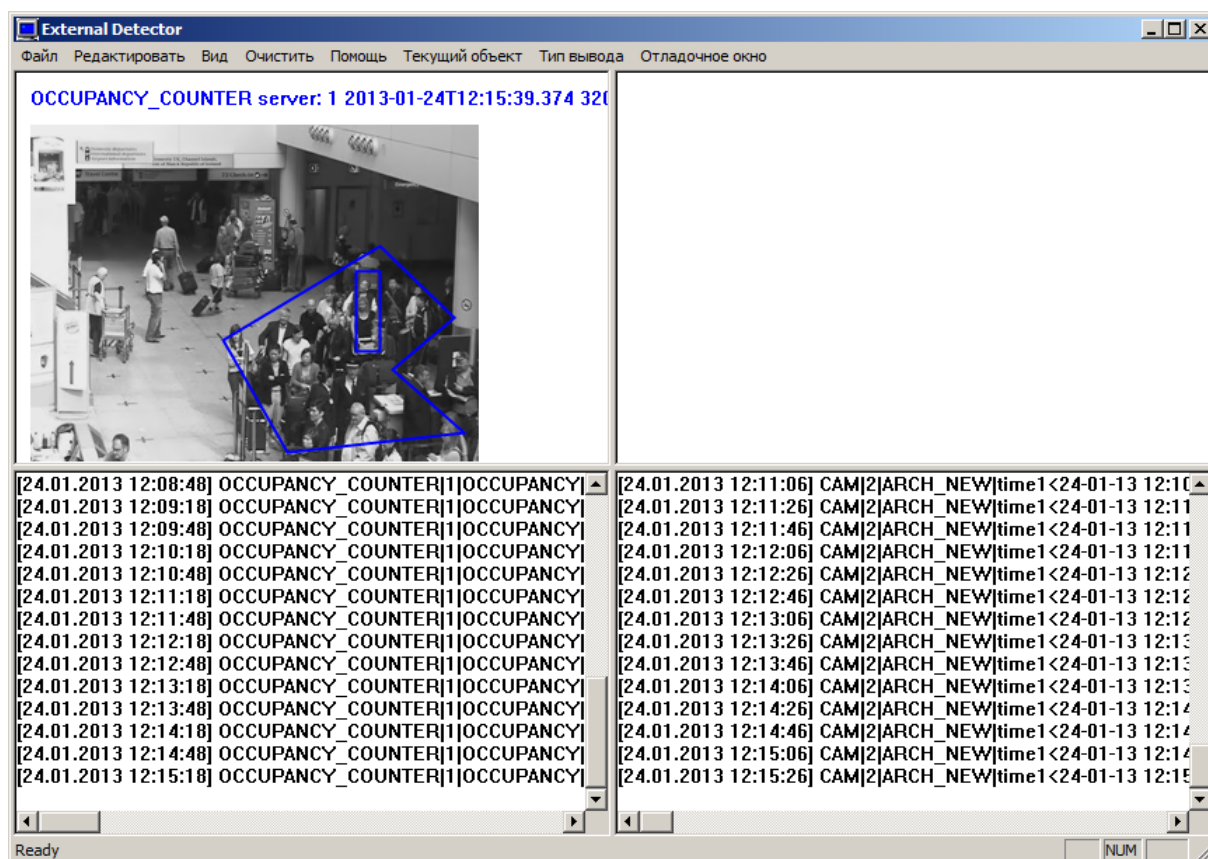 External Detector
Файл Редактировать Вид Очистить Помощь Текущий объект Тип вывода Отладочное окно
OCCUPANCY_COUNTER server: 1 2013-01-24T12:15:39.374 320
[24.01.2013 12:08:48] OCCUPANCY_COUNTER|1|OCCUPANCY|
[24.01.2013 12:09:18] OCCUPANCY_COUNTER|1|OCCUPANCY|
[24.01.2013 12:09:48] OCCUPANCY_COUNTER|1|OCCUPANCY|
[24.01.2013 12:10:18] OCCUPANCY_COUNTER|1|OCCUPANCY|
[24.01.2013 12:10:48] OCCUPANCY_COUNTER|1|OCCUPANCY|
[24.01.2013 12:11:18] OCCUPANCY_COUNTER|1|OCCUPANCY|
[24.01.2013 12:11:48] OCCUPANCY_COUNTER|1|OCCUPANCY|
[24.01.2013 12:12:18] OCCUPANCY_COUNTER|1|OCCUPANCY|
[24.01.2013 12:12:48] OCCUPANCY_COUNTER|1|OCCUPANCY|
[24.01.2013 12:13:18] OCCUPANCY_COUNTER|1|OCCUPANCY|
[24.01.2013 12:13:48] OCCUPANCY_COUNTER|1|OCCUPANCY|
[24.01.2013 12:14:18] OCCUPANCY_COUNTER|1|OCCUPANCY|
[24.01.2013 12:14:48] OCCUPANCY_COUNTER|1|OCCUPANCY|
[24.01.2013 12:15:18] OCCUPANCY_COUNTER|1|OCCUPANCY|
[24.01.2013 12:11:06] CAM|2|ARCH_NEW|time1<24-01-13 12:10
[24.01.2013 12:11:26] CAM|2|ARCH_NEW|time1<24-01-13 12:11
[24.01.2013 12:11:46] CAM|2|ARCH_NEW|time1<24-01-13 12:11
[24.01.2013 12:12:06] CAM|2|ARCH_NEW|time1<24-01-13 12:11
[24.01.2013 12:12:26] CAM|2|ARCH_NEW|time1<24-01-13 12:12
[24.01.2013 12:12:46] CAM|2|ARCH_NEW|time1<24-01-13 12:12
[24.01.2013 12:13:06] CAM|2|ARCH_NEW|time1<24-01-13 12:12
[24.01.2013 12:13:26] CAM|2|ARCH_NEW|time1<24-01-13 12:13
[24.01.2013 12:13:46] CAM|2|ARCH_NEW|time1<24-01-13 12:13
[24.01.2013 12:14:06] CAM|2|ARCH_NEW|time1<24-01-13 12:13
[24.01.2013 12:14:26] CAM|2|ARCH_NEW|time1<24-01-13 12:14
[24.01.2013 12:14:46] CAM|2|ARCH_NEW|time1<24-01-13 12:14
[24.01.2013 12:15:06] CAM|2|ARCH_NEW|time1<24-01-13 12:14
[24.01.2013 12:15:26] CAM|2|ARCH_NEW|time1<24-01-13 12:15
Ready
NUM